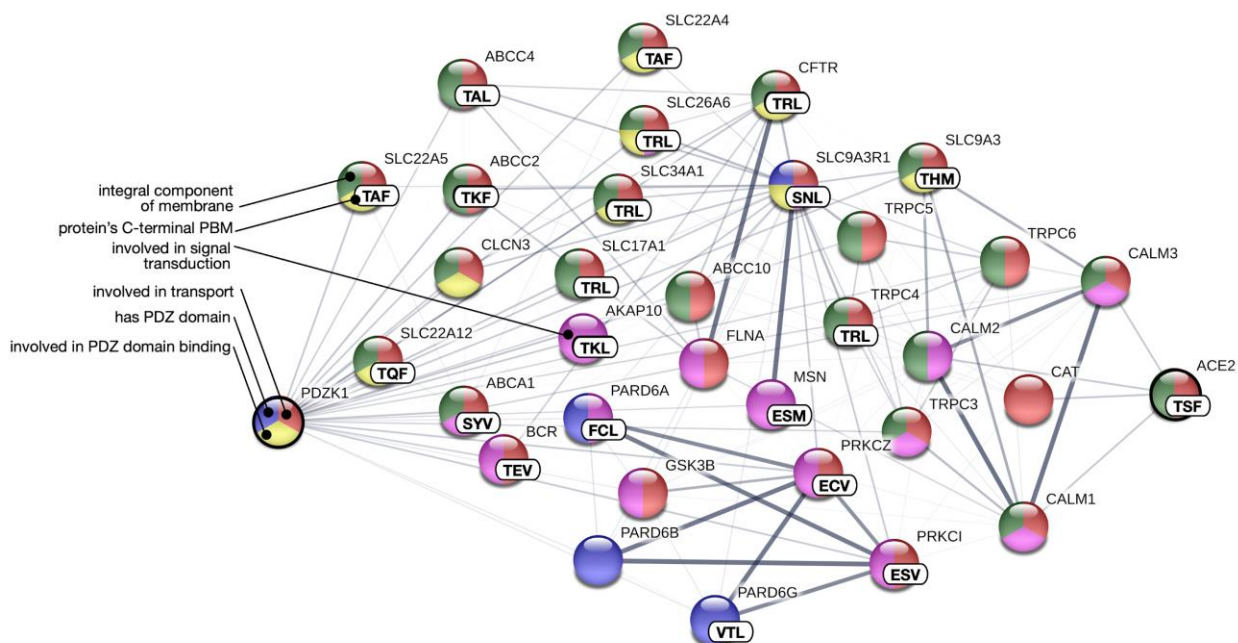 SLC22A4
TAF
ABCC4
TAL
CFTR
TRL
SLC26A6
TRL
SLC9A3R1
SNL
SLC9A3
THM
SLC22A5
TAF
ABCC2
TKF
SLC34A1
TRL
integral component
of membrane
protein's C-terminal PBM
involved in signal
transduction
involved in transport
has PDZ domain
involved in PDZ domain binding
TRPC5
TRPC6
CALM3
CLCN3
SLC17A1
TRL
ABCC10
TRPC4
TRL
AKAP10
TKL
FLNA
CALM2
SLC22A12
TQF
PDZK1
ABCA1
SYV
PARD6A
FCL
MSN
ESM
CAT
ACE2
TSF
TRPC3
BCR
TEV
GSK3B
PRKCZ
ECV
CALM1
PARD6B
PRKCI
ESV
PARD6G
VTL